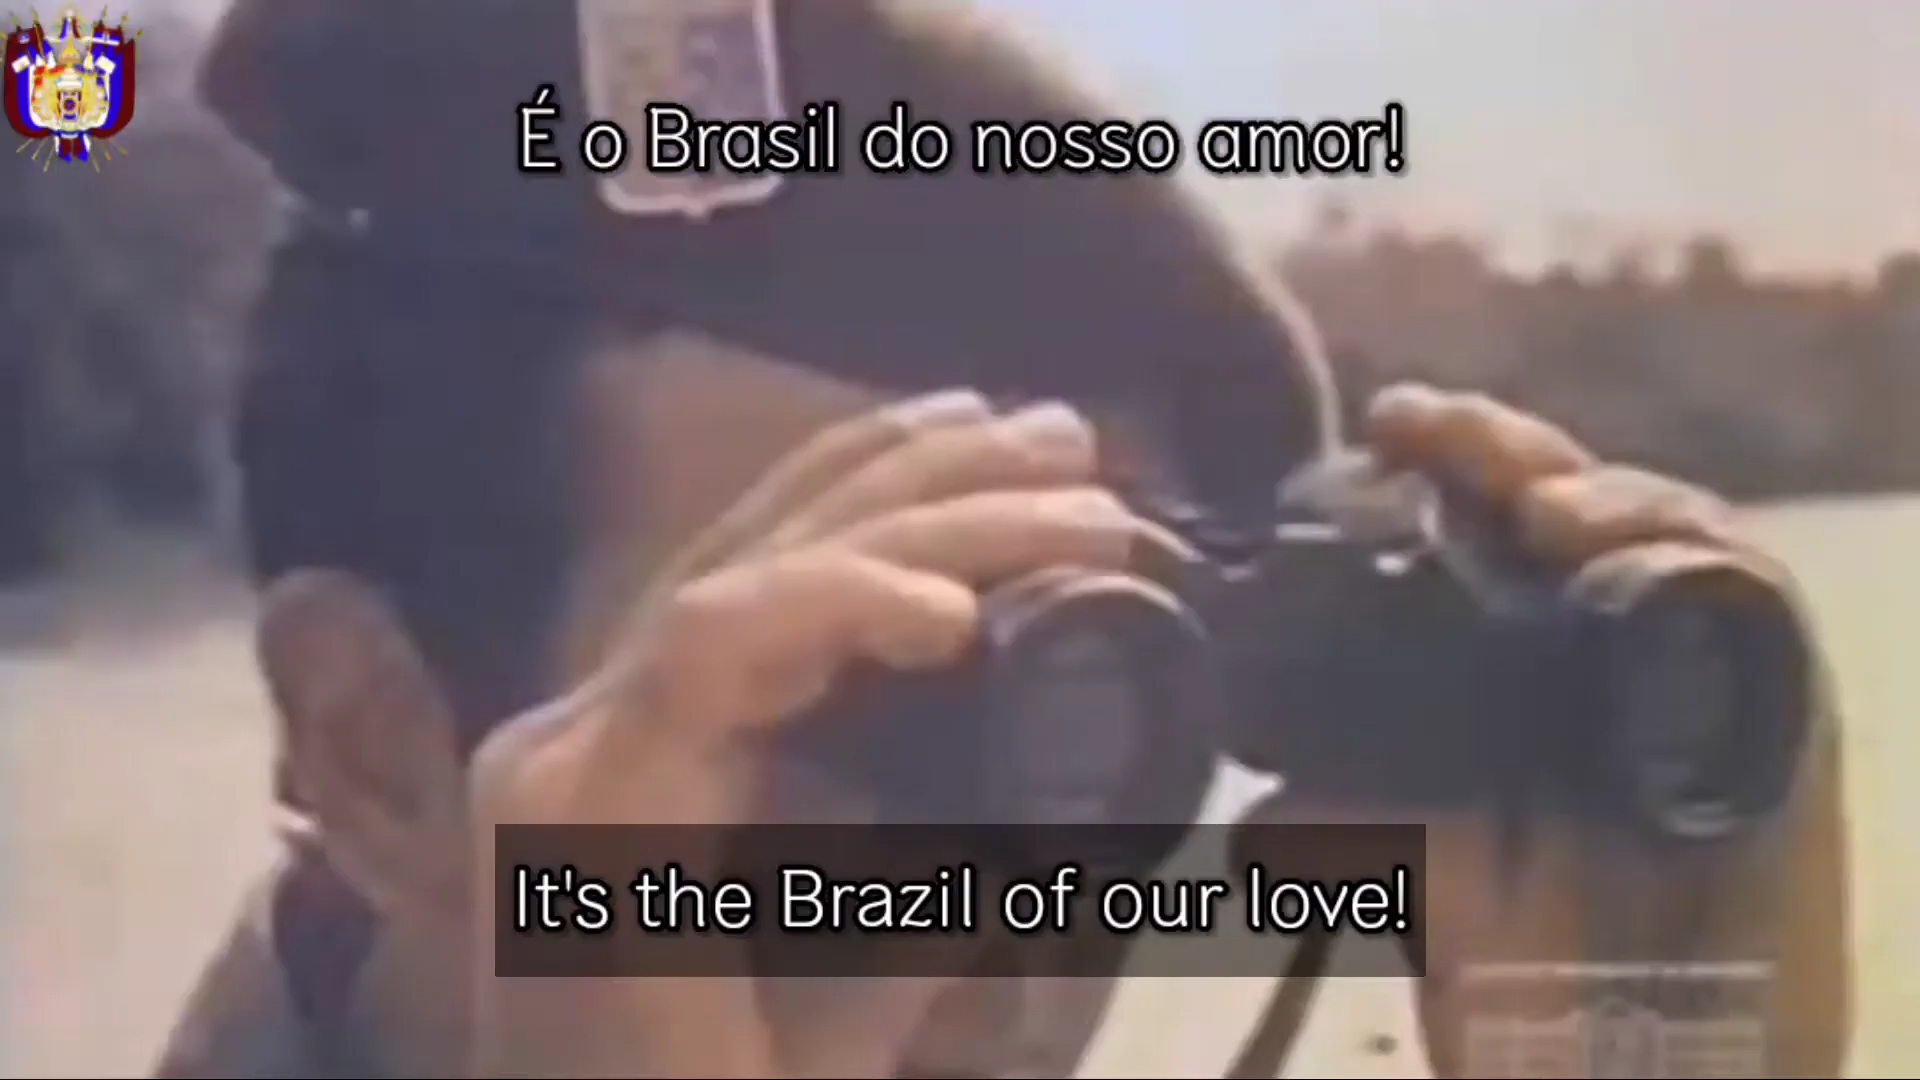 É o Brasil do nosso amor!
It's the Brazil of our love!